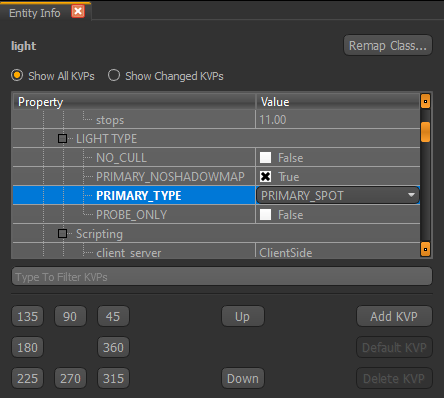 Entity Info
light
Remap Class...
Show All KVPs Show Changed KVPs
Property Value
stops 11.00
LIGHT TYPE
NO_CULL False
PRIMARY_NOSHADOWMAP True
PRIMARY_TYPE PRIMARY_SPOT
PROBE_ONLY False
Scripting
client_server ClientSide
Type To Filter KVPs
135 90 45 Up Add KVP
180 360 Default KVP
225 270 315 Down Delete KVP